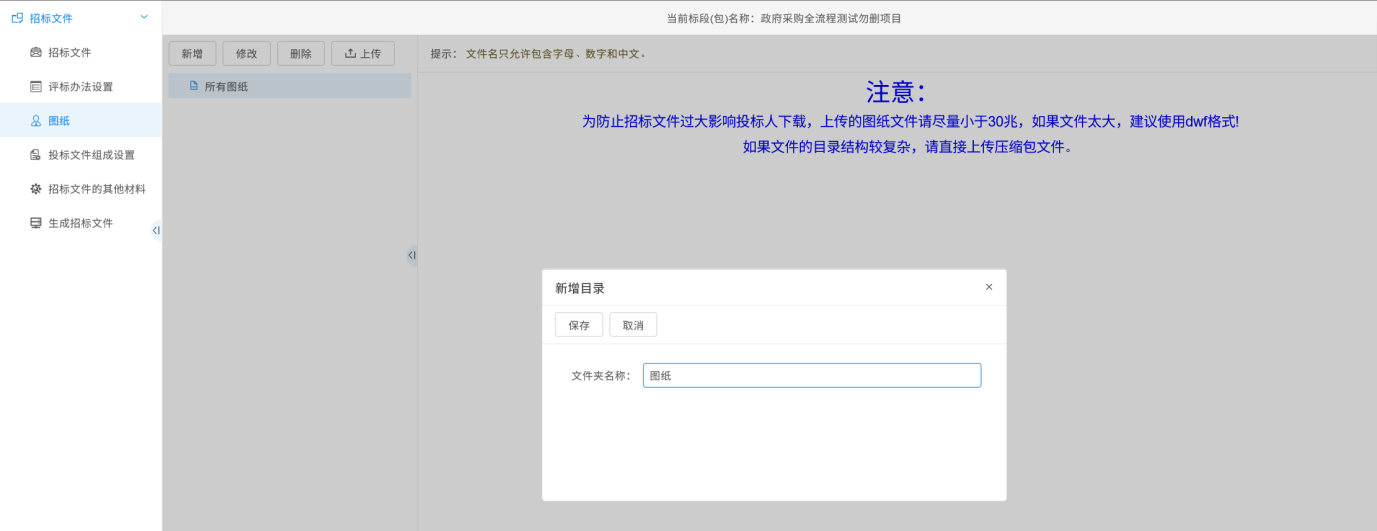 招标文件
招标文件
评标办法设置
图纸
投标文件组成设置
招标文件的其他材料
生成招标文件
当前标段(包)名称：政府采购全流程测试勿删项目
新增 修改 删除 上传
所有图纸
提示： 文件名只允许包含字母、数字和中文。
注意：
为防止招标文件过大影响投标人下载，上传的图纸文件请尽量小于30兆，如果文件太大，建议使用dwf格式!
如果文件的目录结构较复杂，请直接上传压缩包文件。
新增目录 ×
保存 取消
文件夹名称： 图纸